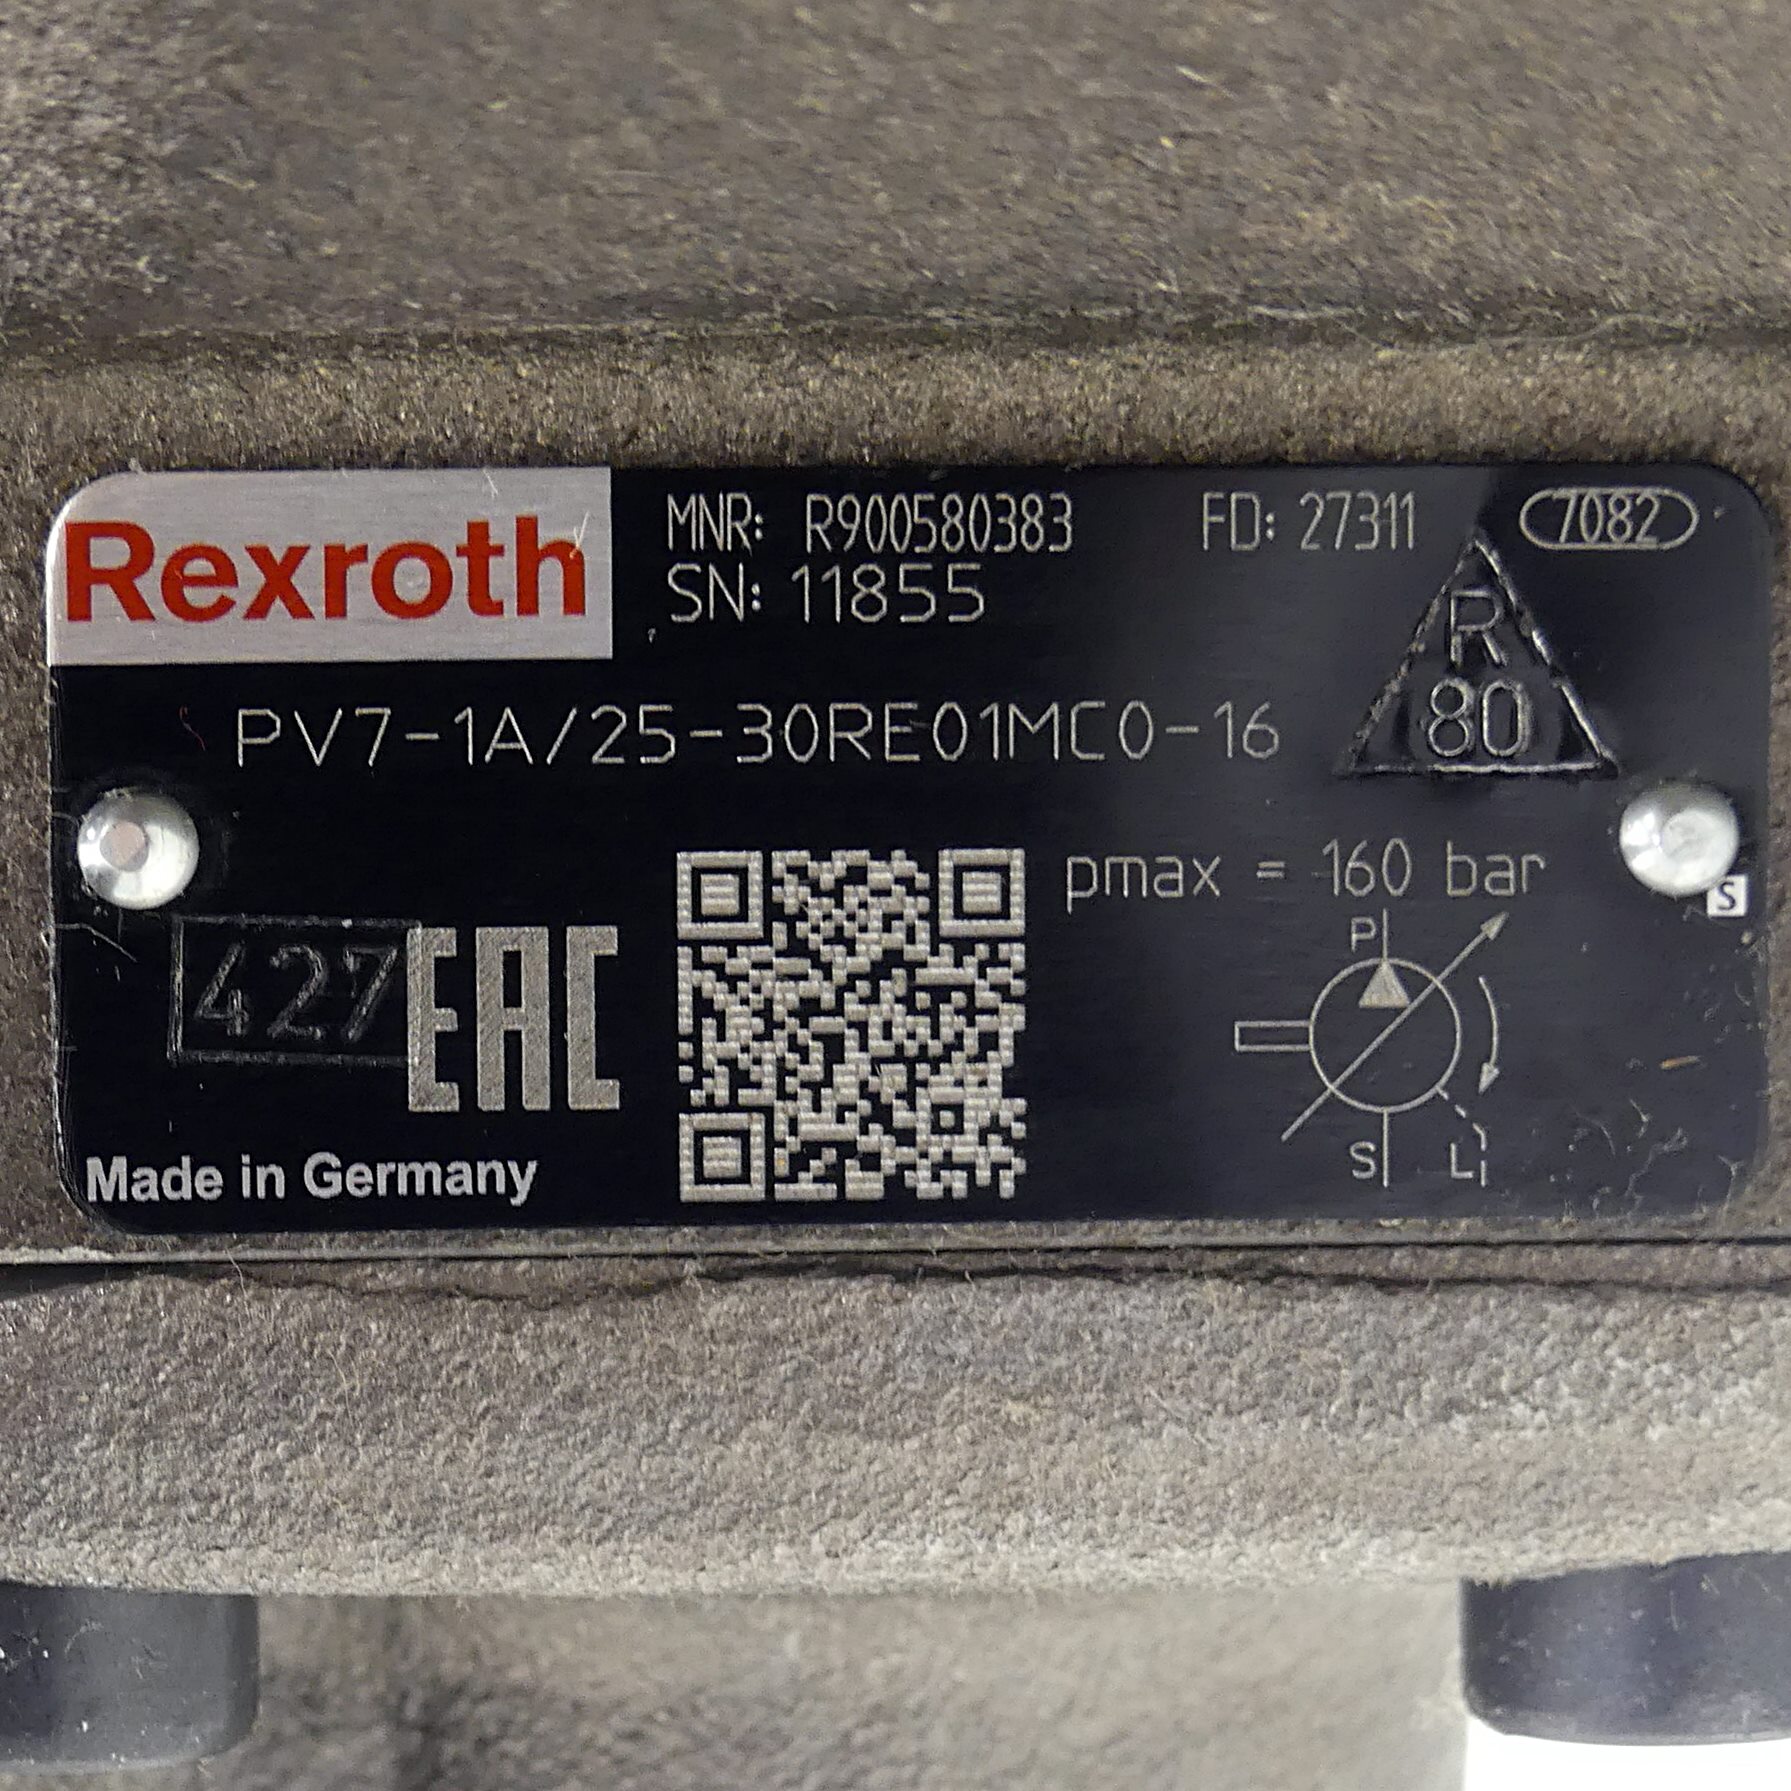 Rexroth
MNR: R900580383 FD: 27311 7082
SN: 11855
R
80
PV7-1A/25-30RE01MC0-16
pmax = 160 bar
S
P
427 EAC
S L
Made in Germany